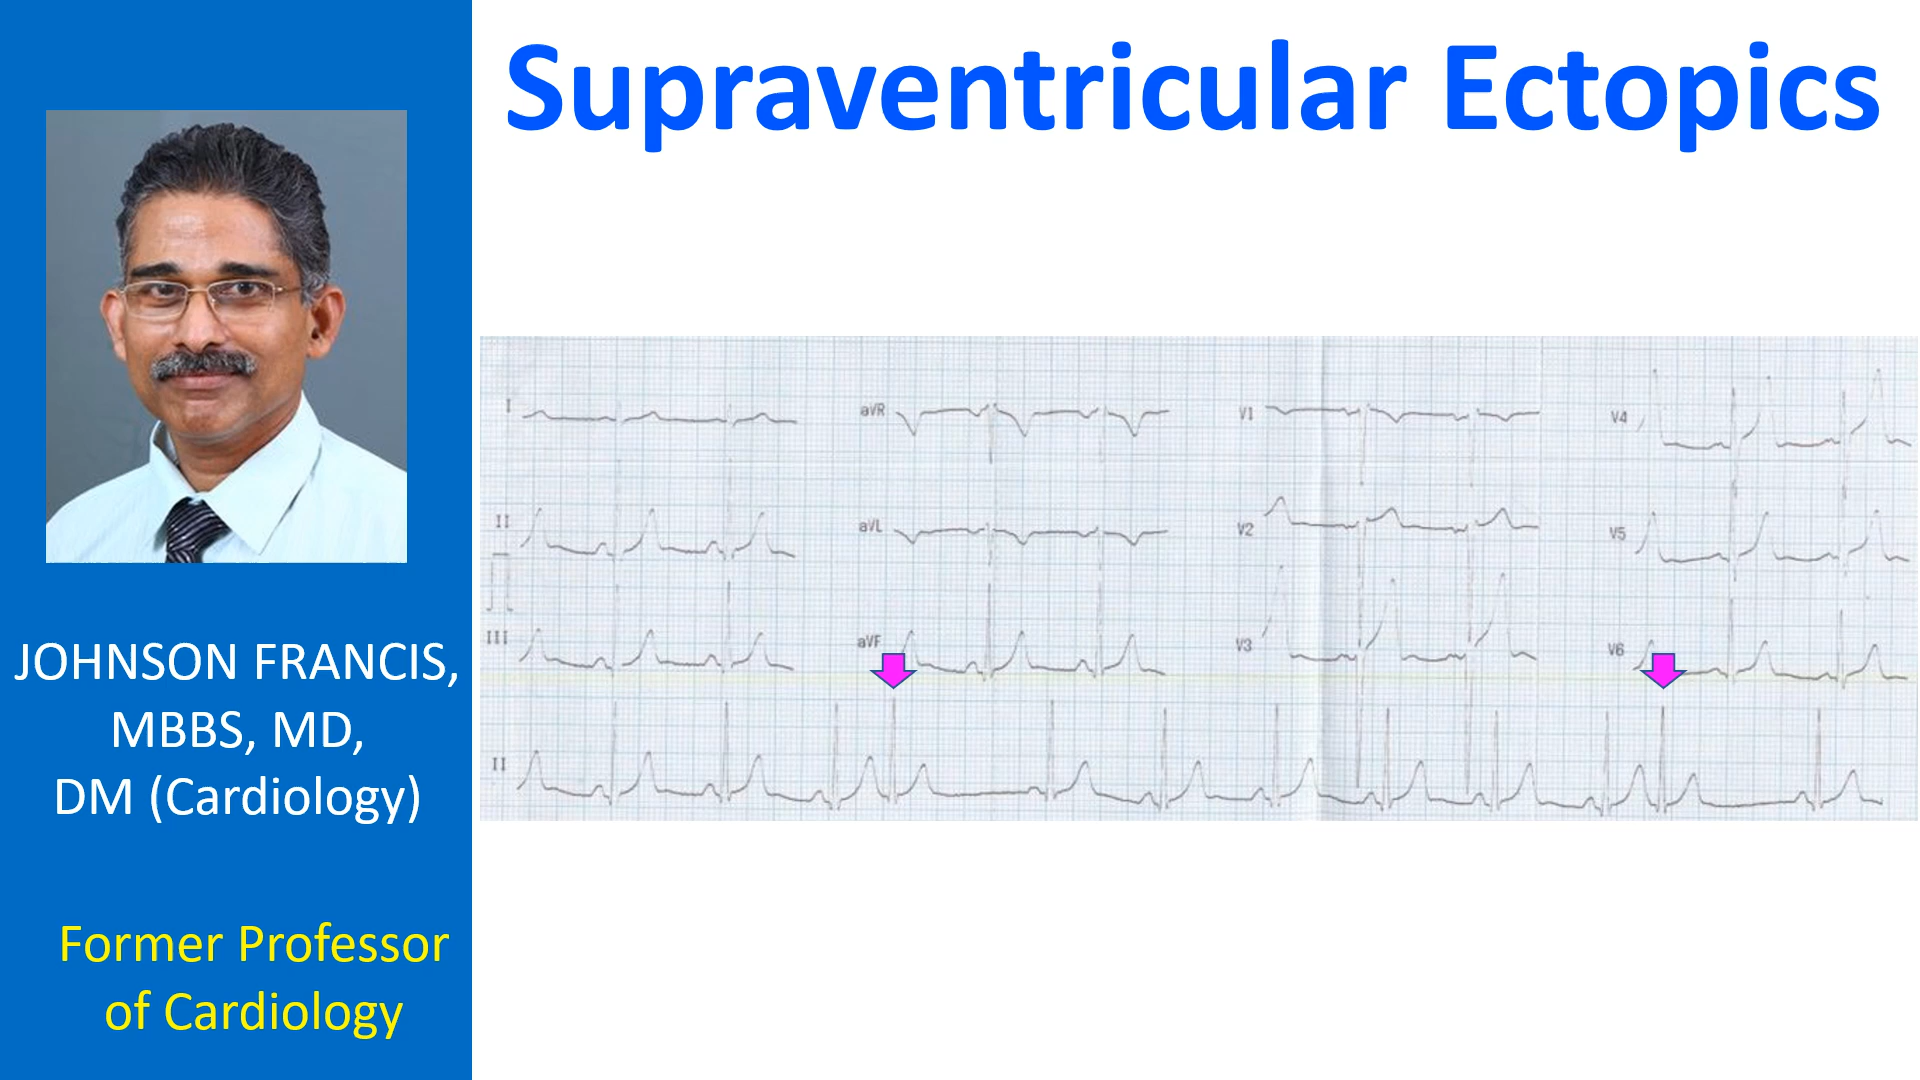 Supraventricular Ectopics
JOHNSON FRANCIS,
MBBS, MD,
DM (Cardiology)
Former Professor
of Cardiology
I
aVR
V1
V4
II
aVL
V2
V5
III
aVF
V3
V6
II